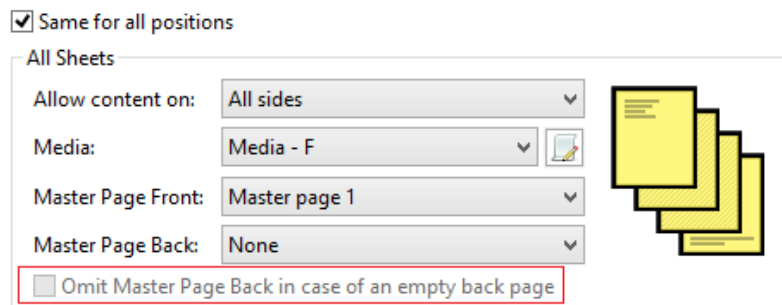 Same for all positions
All Sheets
Allow content on: All sides
Media: Media - F
Master Page Front: Master page 1
Master Page Back: None
Omit Master Page Back in case of an empty back page